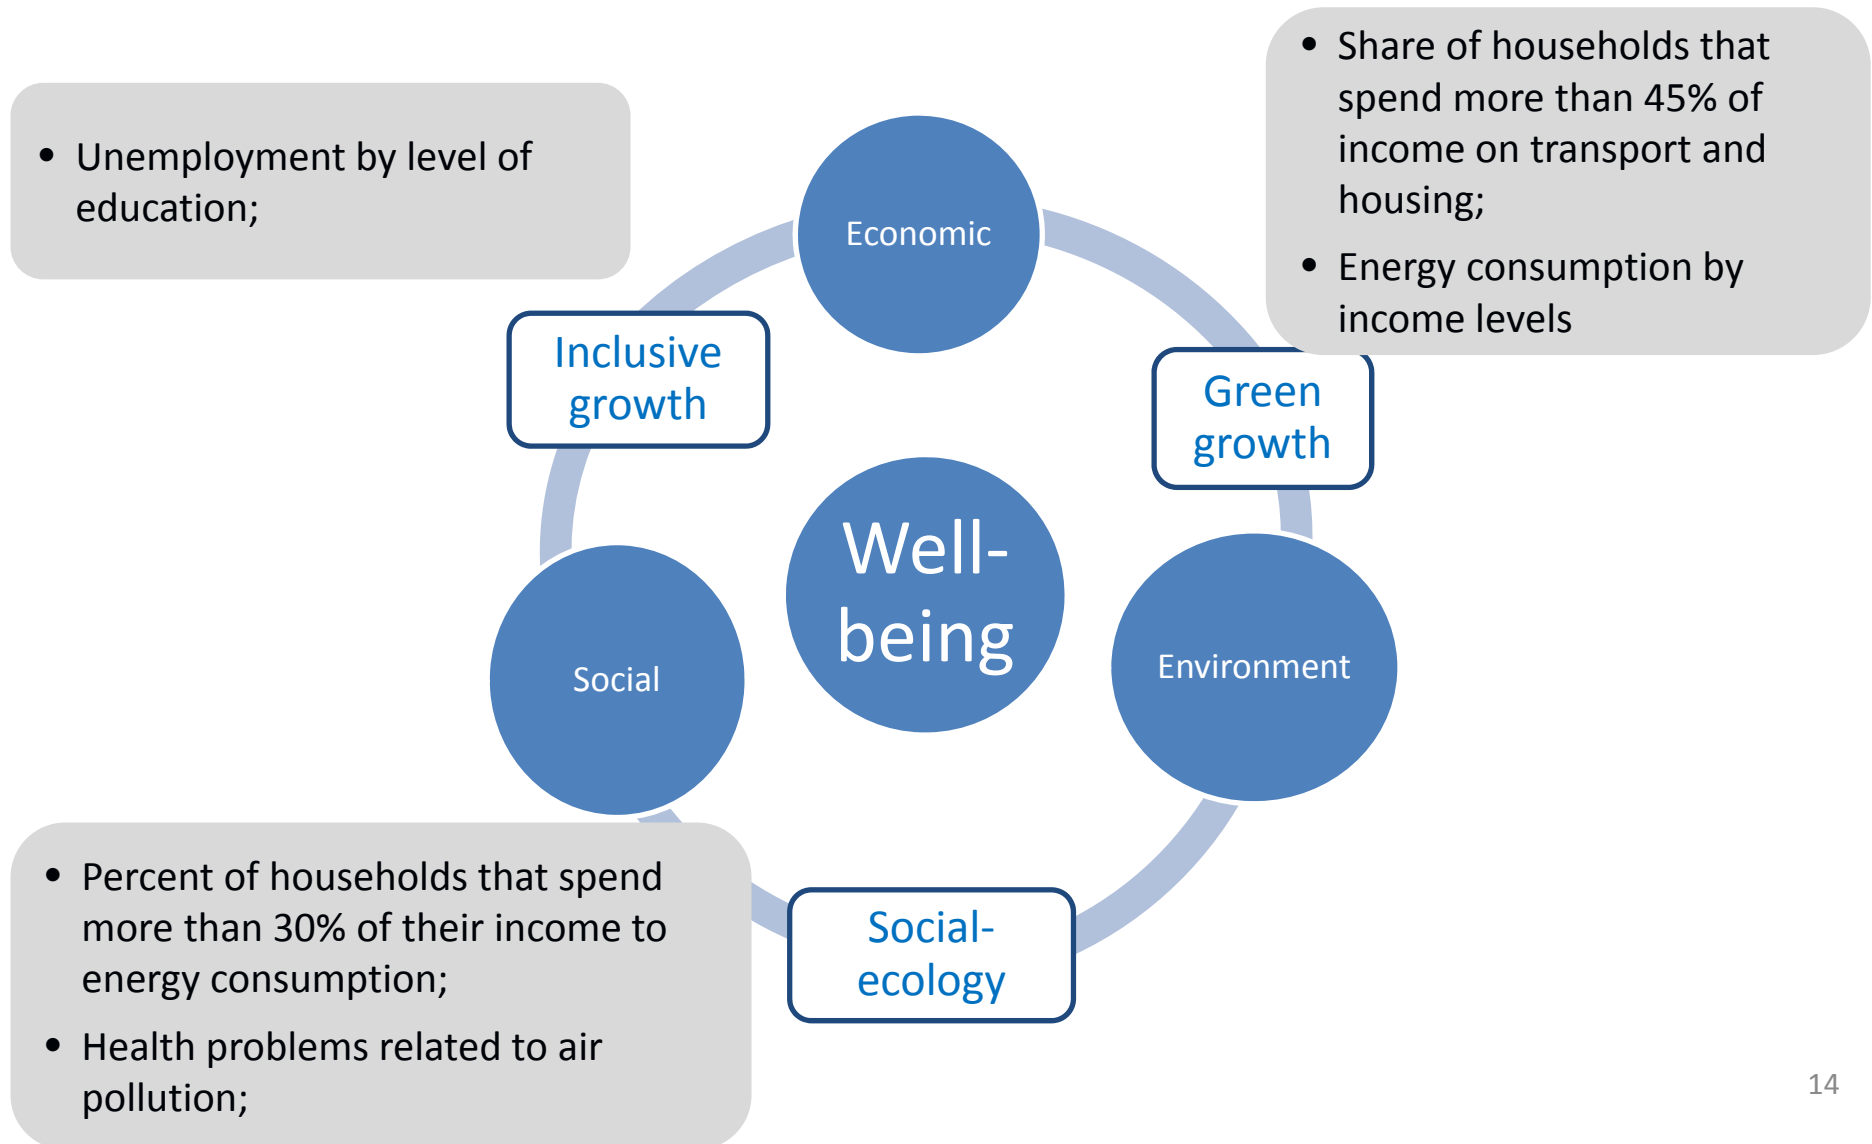 • Unemployment by level of
education;
• Share of households that
spend more than 45% of
income on transport and
housing;
• Energy consumption by
income levels
Economic
Inclusive
growth
Green
growth
Well-
being
Social
Environment
• Percent of households that spend
more than 30% of their income to
energy consumption;
• Health problems related to air
pollution;
Social-
ecology
14